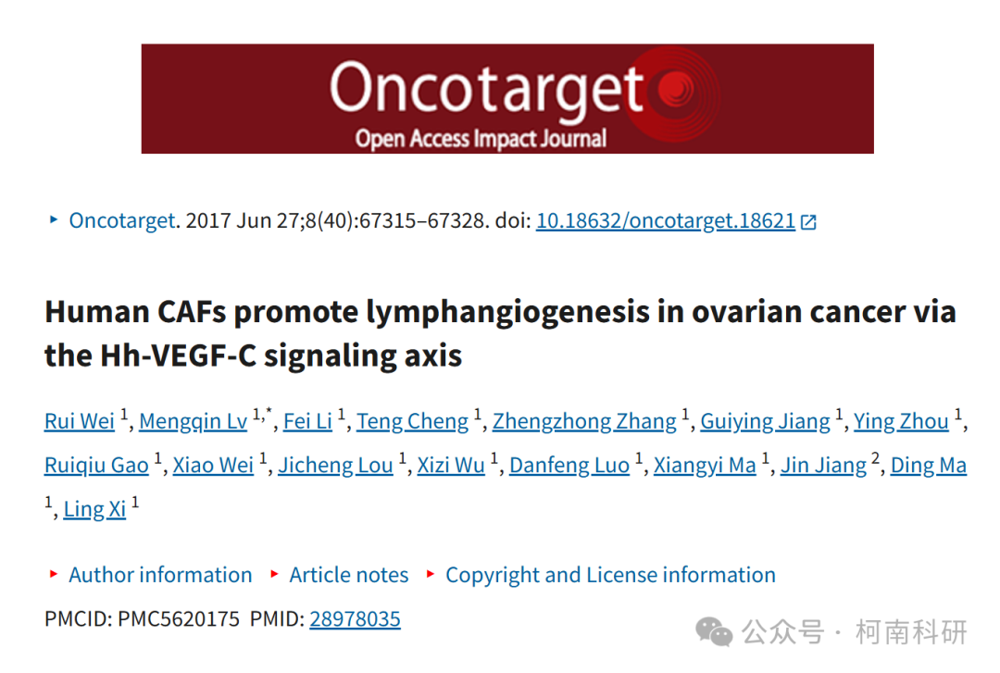 Oncotarget
Open Access Impact Journal
Oncotarget. 2017 Jun 27;8(40):67315–67328. doi: 10.18632/oncotarget.18621
Human CAFs promote lymphangiogenesis in ovarian cancer via
the Hh-VEGF-C signaling axis
Rui Wei 1, Mengqin Lv 1,*, Fei Li 1, Teng Cheng 1, Zhengzhong Zhang 1, Guiying Jiang 1, Ying Zhou 1,
Ruiqiu Gao 1, Xiao Wei 1, Jicheng Lou 1, Xizi Wu 1, Danfeng Luo 1, Xiangyi Ma 1, Jin Jiang 2, Ding Ma
1, Ling Xi 1
Author information Article notes Copyright and License information
PMCID: PMC5620175 PMID: 28978035
公众号 · 柯南科研